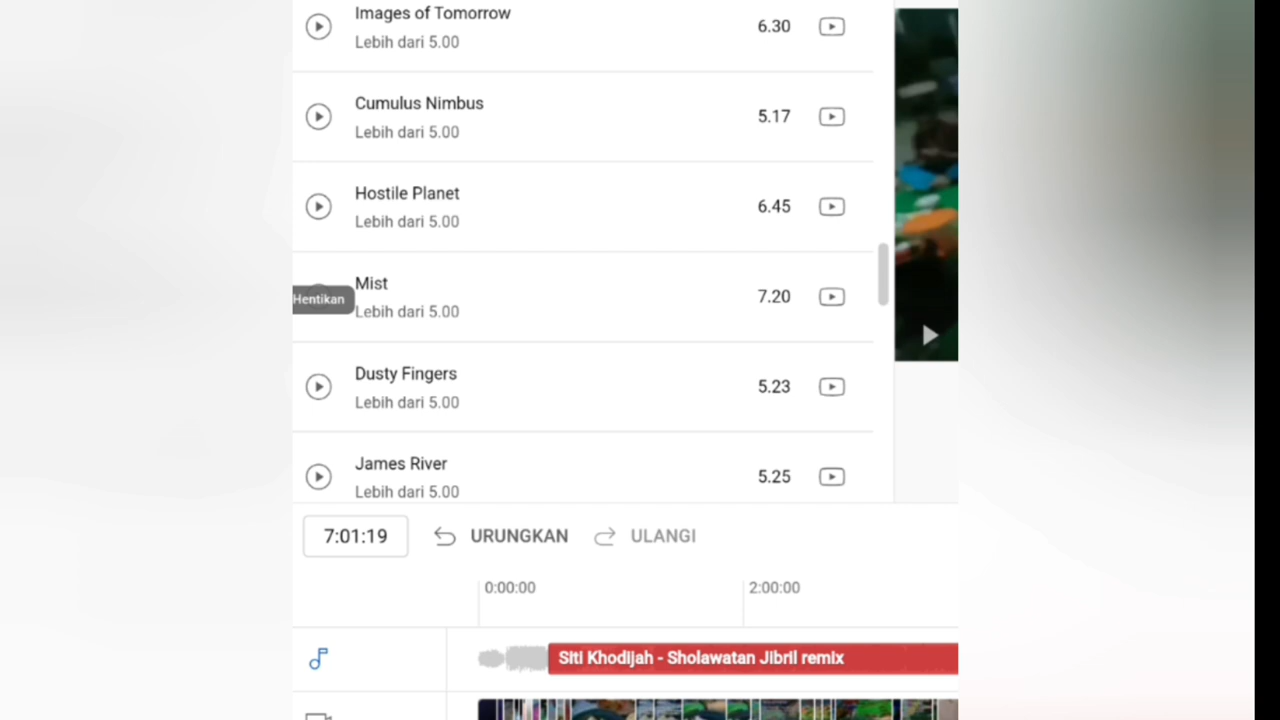 Images of Tomorrow
Lebih dari 5.00
6.30
Cumulus Nimbus
Lebih dari 5.00
5.17
Hostile Planet
Lebih dari 5.00
6.45
Mist
Hentikan
Lebih dari 5.00
7.20
Dusty Fingers
Lebih dari 5.00
5.23
James River
Lebih dari 5.00
5.25
7:01:19 URUNGKAN ULANGI
0:00:00 2:00:00
Siti Khodijah - Sholawatan Jibril remix